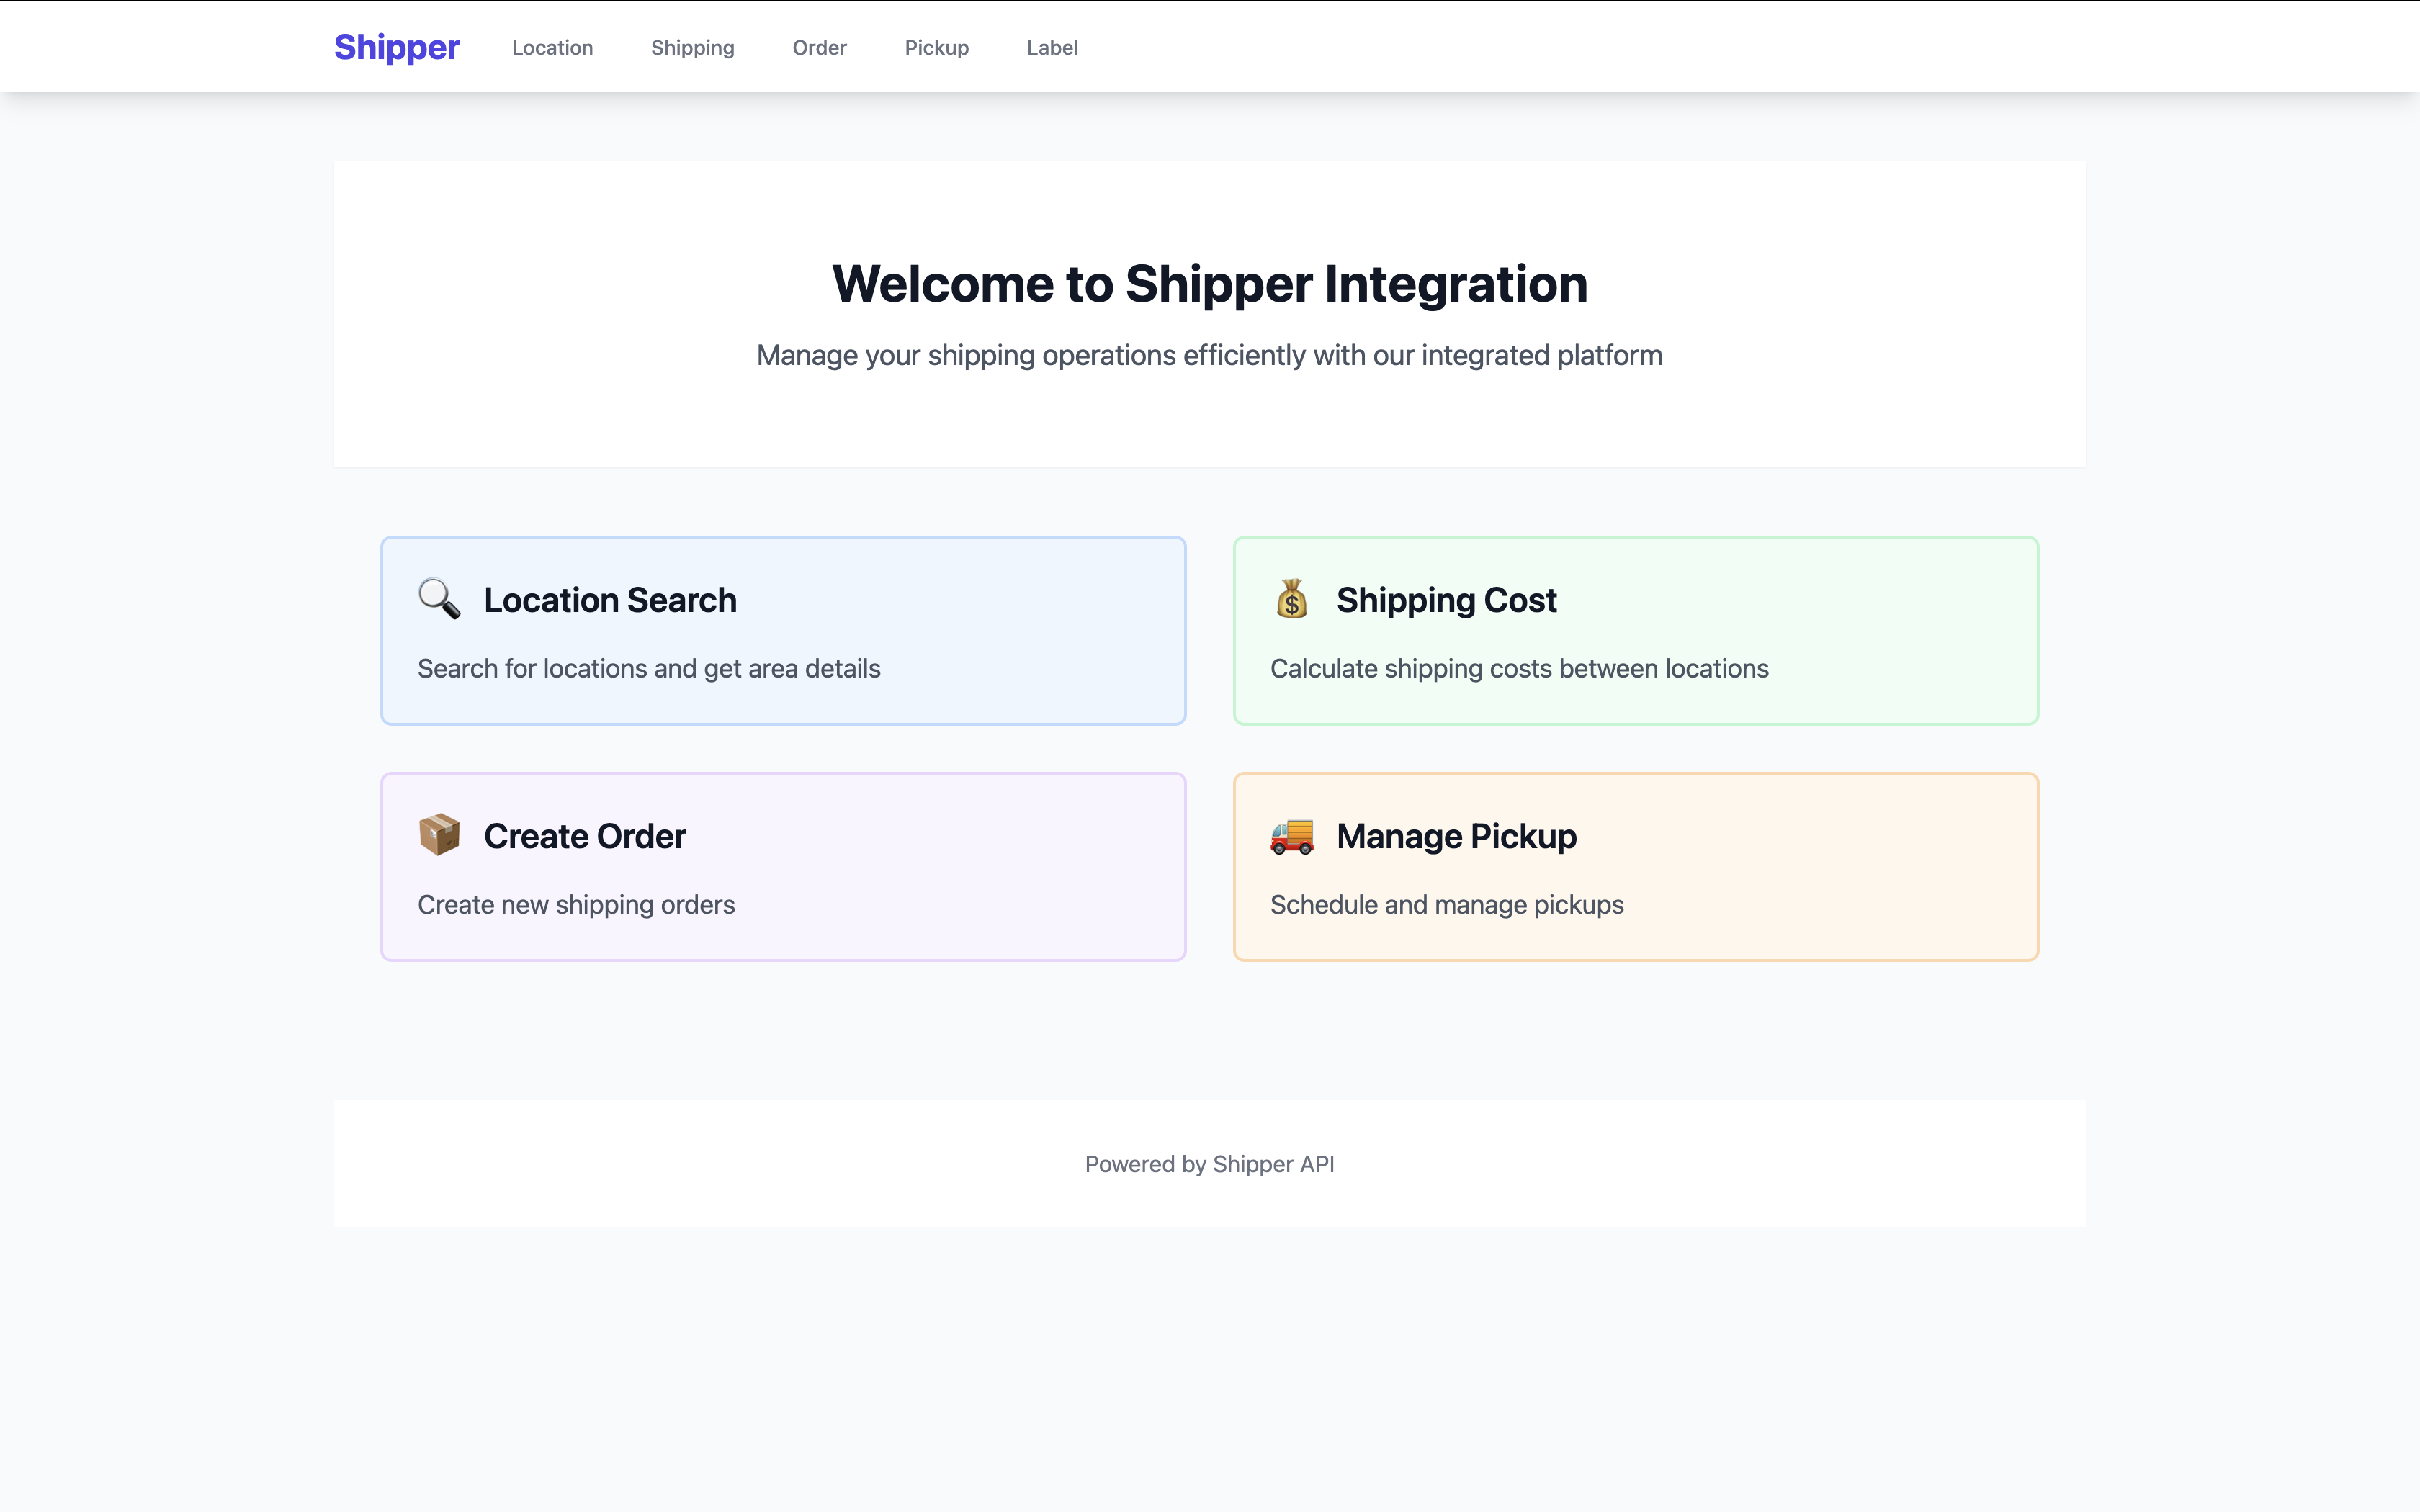 Shipper
Location
Shipping
Order
Pickup
Label
Welcome to Shipper Integration
Manage your shipping operations efficiently with our integrated platform
Location Search
Search for locations and get area details
Shipping Cost
Calculate shipping costs between locations
Create Order
Create new shipping orders
Manage Pickup
Schedule and manage pickups
Powered by Shipper API